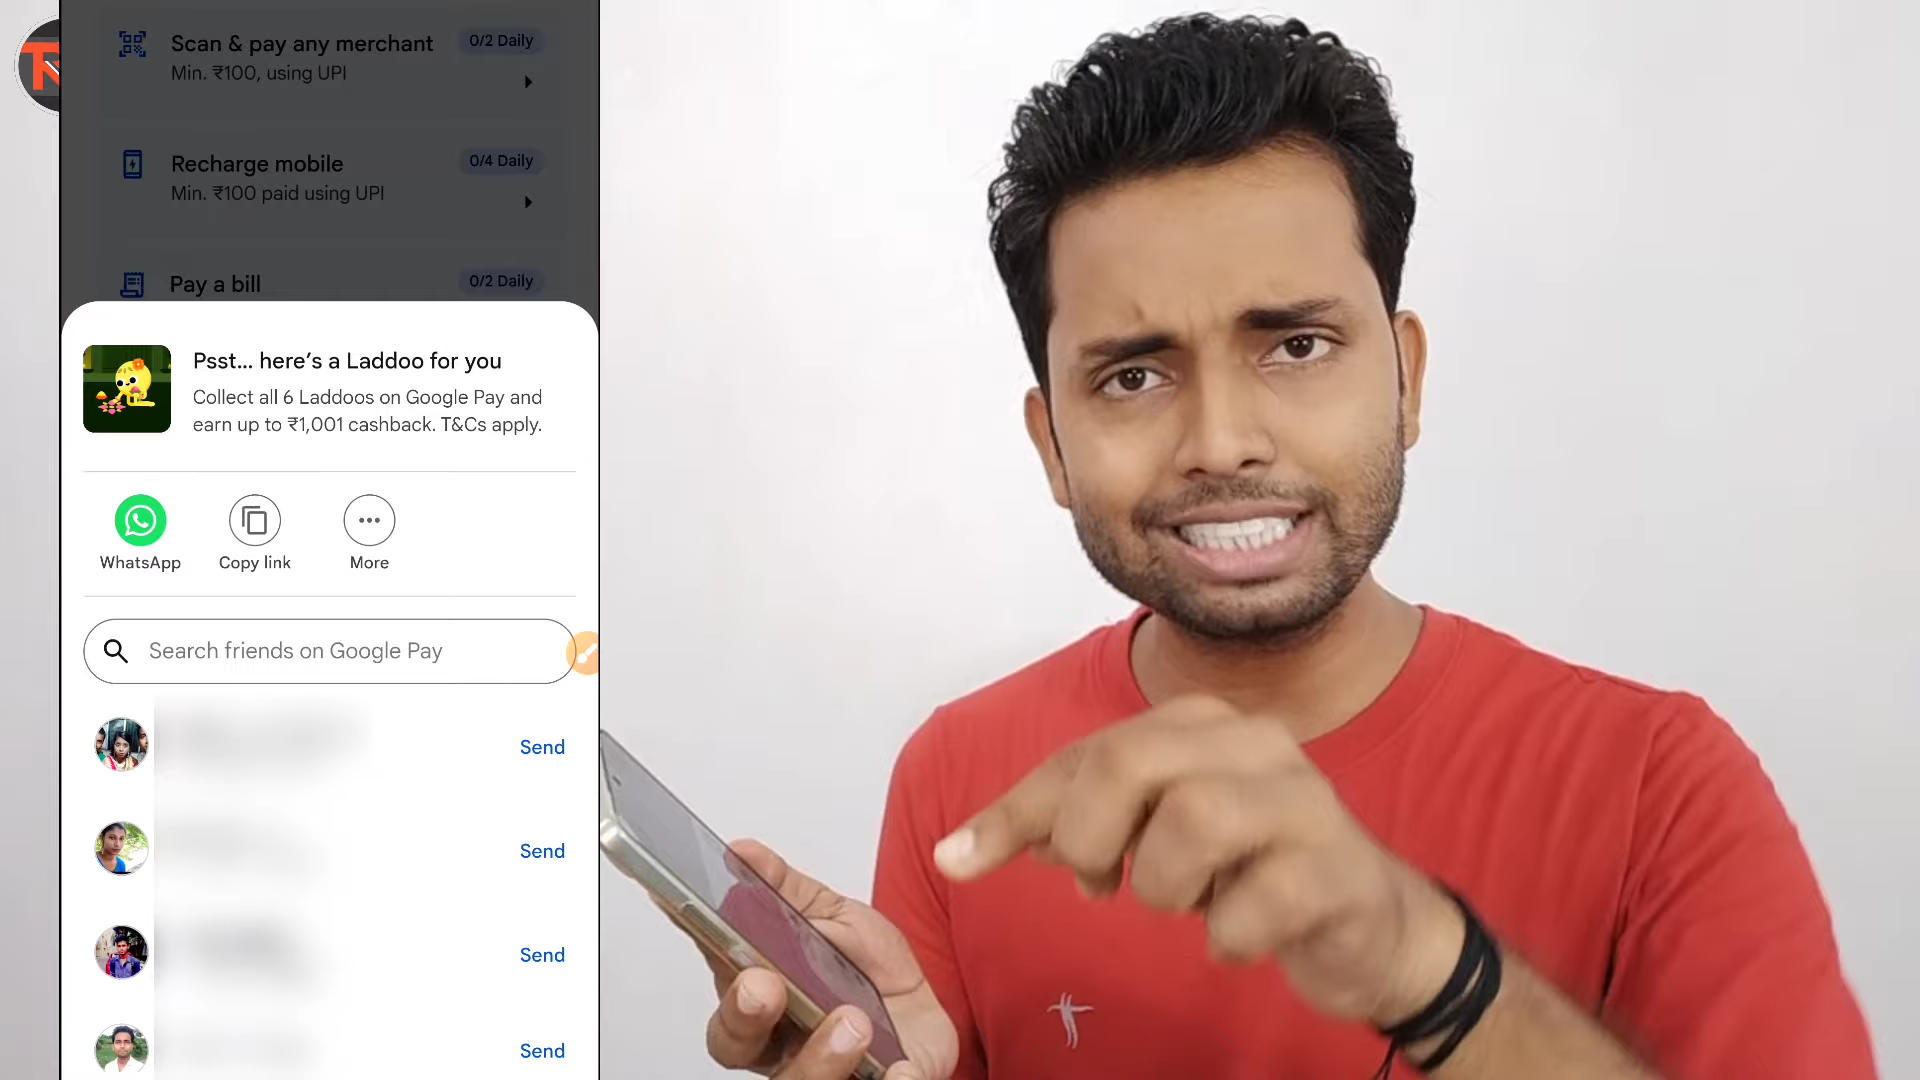 Scan & pay any merchant
0/2 Daily
Min. ₹100, using UPI
Recharge mobile
0/4 Daily
Min. ₹100 paid using UPI
Pay a bill
0/2 Daily
Psst... here’s a Laddoo for you
Collect all 6 Laddoos on Google Pay and
earn up to ₹1,001 cashback. T&Cs apply.
WhatsApp
Copy link
More
Search friends on Google Pay
Send
Send
Send
Send